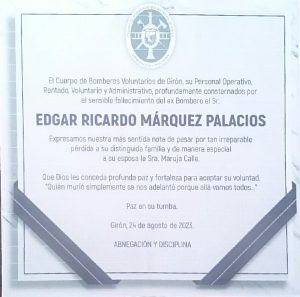 El Cuerpo de Bomberos Voluntarios de Girón, su Personal Operativo,
Rentado, Voluntario y Administrativo, profundamente consternados por
el sensible fallecimiento del ex Bombero el Sr.
EDGAR RICARDO MÁRQUEZ PALACIOS
Expresamos nuestra más sentida nota de pesar por tan irreparable
pérdida a su distinguida familia y de manera especial
a su esposa la Sra. Maruja Calle.
Que Dios les conceda profunda paz y fortaleza para aceptar su voluntad.
"Quién murió simplemente se nos adelantó porque allá vamos todos..."
Paz en su tumba.
Girón, 24 de agosto de 2023.
ABNEGACIÓN Y DISCIPLINA